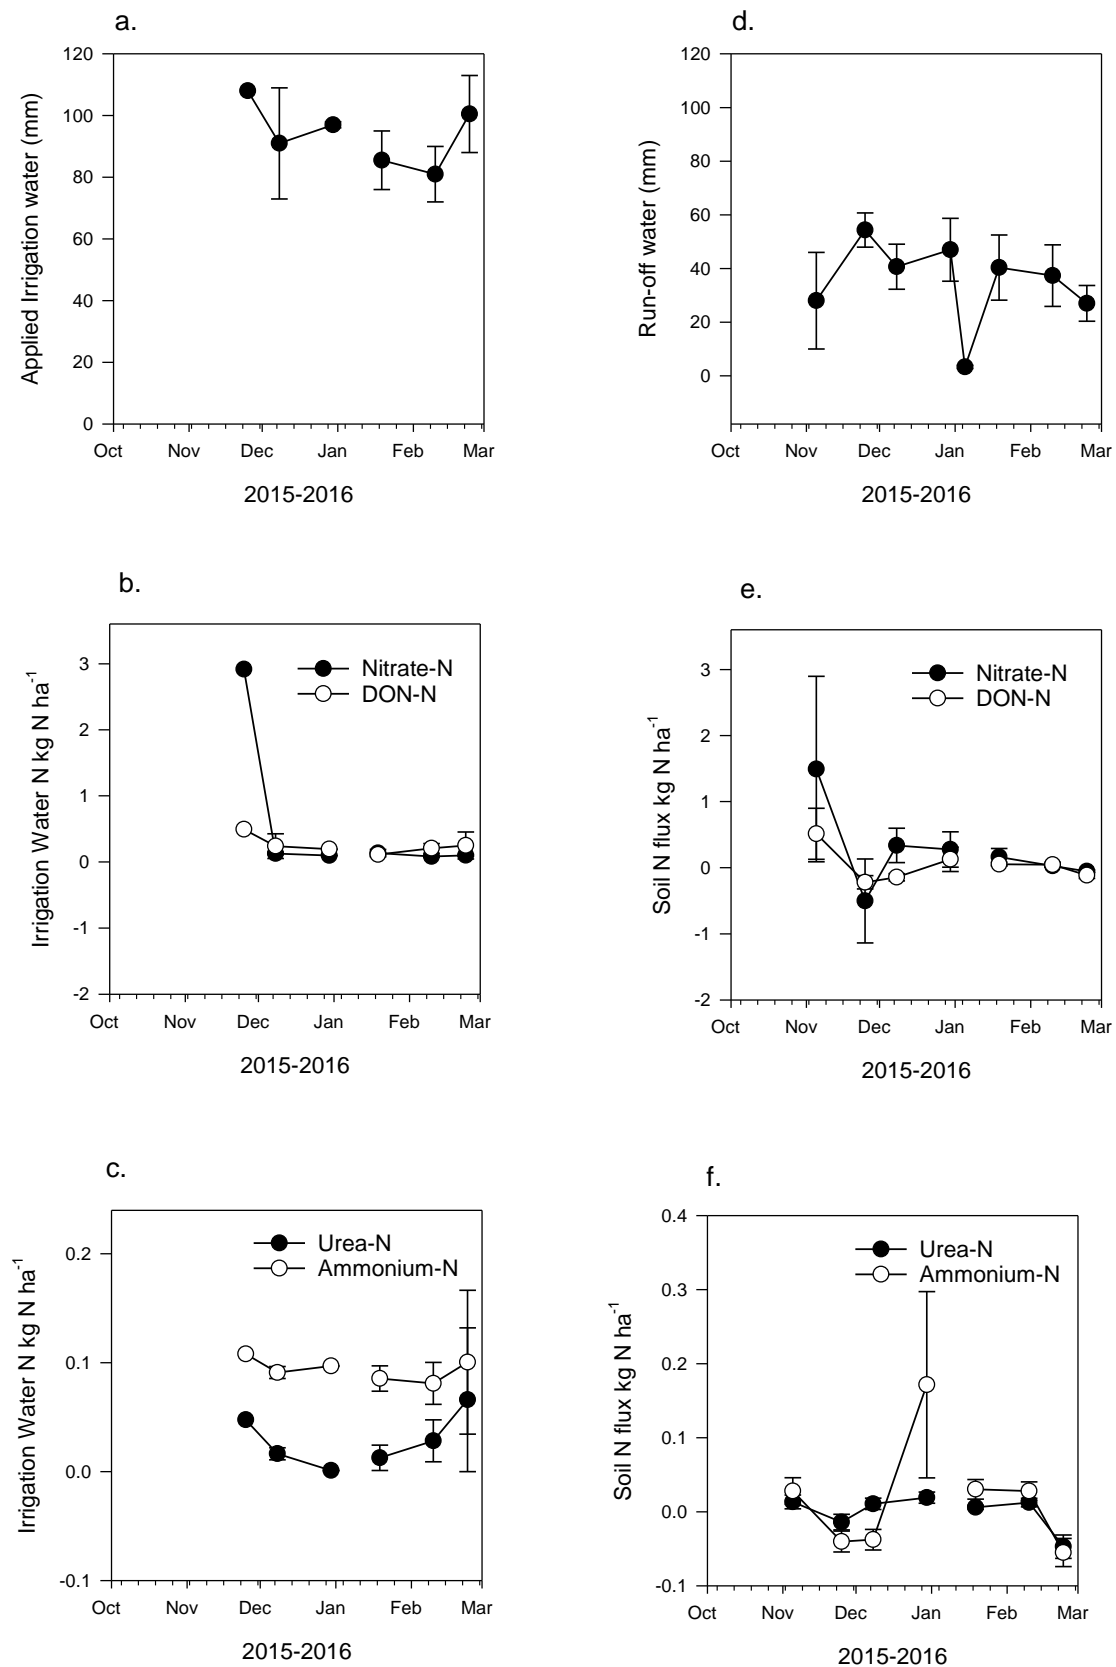 a.
120
100
80
60
40
20
0
Applied Irrigation water (mm)
Oct Nov Dec Jan Feb Mar
2015-2016
d.
120
100
80
60
40
20
0
Run-off water (mm)
Oct Nov Dec Jan Feb Mar
2015-2016
b.
3
2
1
0
-1
-2
Irrigation Water N kg N ha-1
Nitrate-N
DON-N
Oct Nov Dec Jan Feb Mar
2015-2016
e.
3
2
1
0
-1
-2
Soil N flux kg N ha-1
Nitrate-N
DON-N
Oct Nov Dec Jan Feb Mar
2015-2016
c.
0.2
0.1
0.0
-0.1
Irrigation Water N kg N ha-1
Urea-N
Ammonium-N
Oct Nov Dec Jan Feb Mar
2015-2016
f.
0.4
0.3
0.2
0.1
0.0
-0.1
Soil N flux kg N ha-1
Urea-N
Ammonium-N
Oct Nov Dec Jan Feb Mar
2015-2016